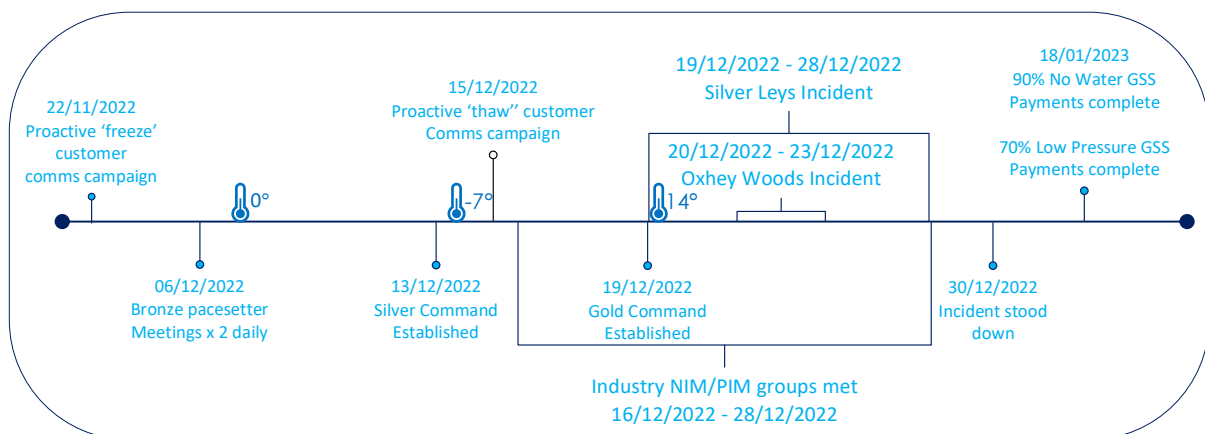 22/11/2022
Proactive ‘freeze’
customer
comms campaign
0°
06/12/2022
Bronze pacesetter
Meetings x 2 daily
-7°
13/12/2022
Silver Command
Established
15/12/2022
Proactive ‘thaw’’ customer
Comms campaign
19/12/2022 - 28/12/2022
Silver Leys Incident
20/12/2022 - 23/12/2022
Oxhey Woods Incident
14°
19/12/2022
Gold Command
Established
Industry NIM/PIM groups met
16/12/2022 - 28/12/2022
30/12/2022
Incident stood
down
18/01/2023
90% No Water GSS
Payments complete
70% Low Pressure GSS
Payments complete